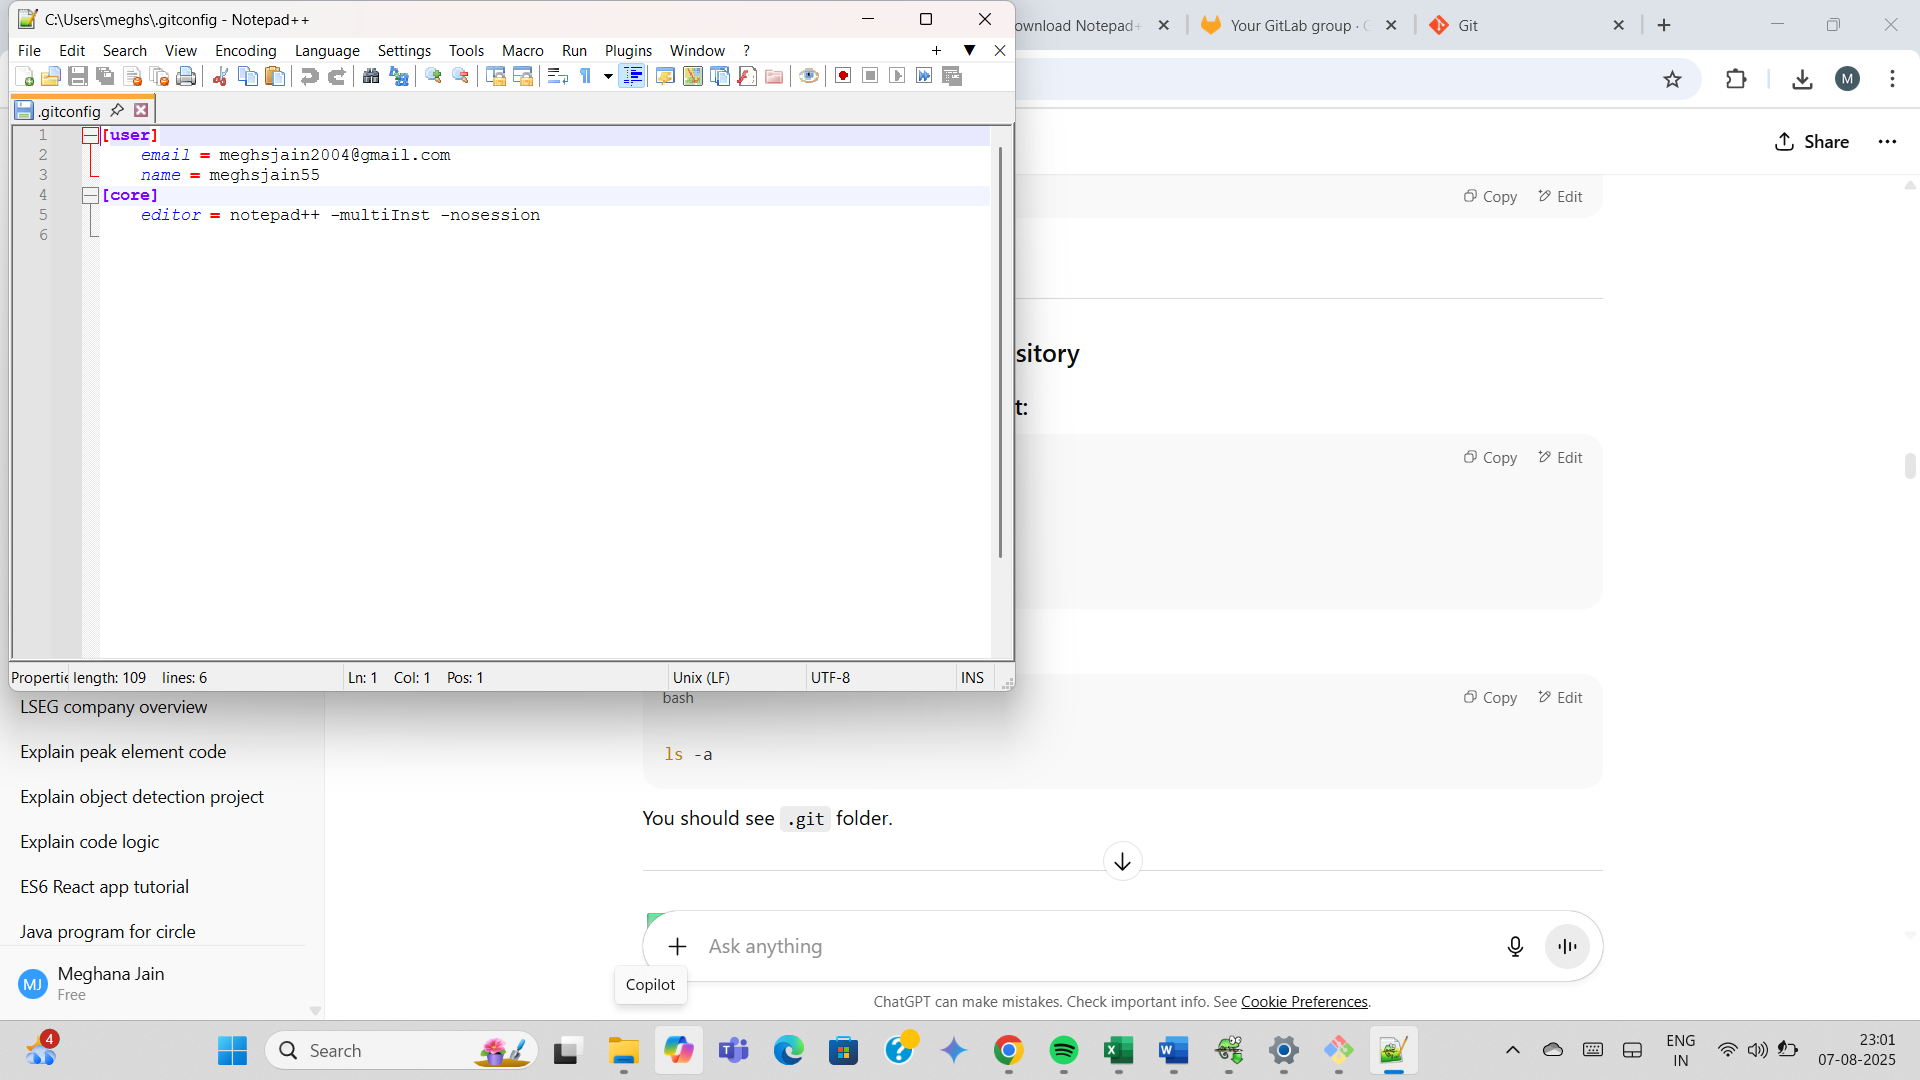 C:\Users\meghs\.gitconfig - Notepad++
File Edit Search View Encoding Language Settings Tools Macro Run Plugins Window ?
.gitconfig
1 [user]
2 email = meghsjain2004@gmail.com
3 name = meghsjain55
4 [core]
5 editor = notepad++ -multiInst -nosession
6
Propertie length: 109 lines: 6 Ln: 1 Col: 1 Pos: 1 Unix (LF) UTF-8 INS
ownload Notepad+
Your GitLab group ·
Git
M
Share
Copy Edit
sitory
t:
Copy Edit
bash
Copy Edit
ls -a
You should see .git folder.
LSEG company overview
Explain peak element code
Explain object detection project
Explain code logic
ES6 React app tutorial
Java program for circle
MJ
Meghana Jain
Free
Ask anything
Copilot
ChatGPT can make mistakes. Check important info. See Cookie Preferences.
4
Search
ENG
IN
23:01
07-08-2025